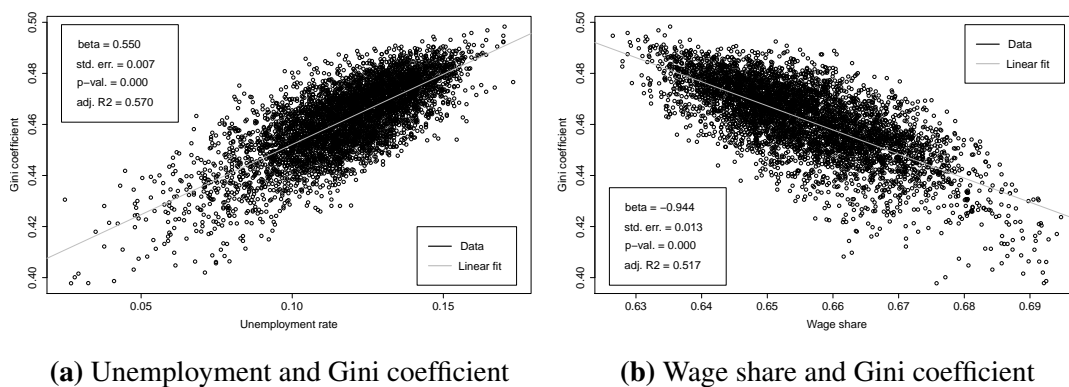 beta = 0.550
std. err. = 0.007
p−val. = 0.000
adj. R2 = 0.570
Data
Linear fit
0.40
0.42
0.44
0.46
0.48
0.50
Gini coefficient
0.05
0.10
0.15
Unemployment rate
(a) Unemployment and Gini coefficient
Data
Linear fit
beta = −0.944
std. err. = 0.013
p−val. = 0.000
adj. R2 = 0.517
0.40
0.42
0.44
0.46
0.48
0.50
Gini coefficient
0.63
0.64
0.65
0.66
0.67
0.68
0.69
Wage share
(b) Wage share and Gini coefficient